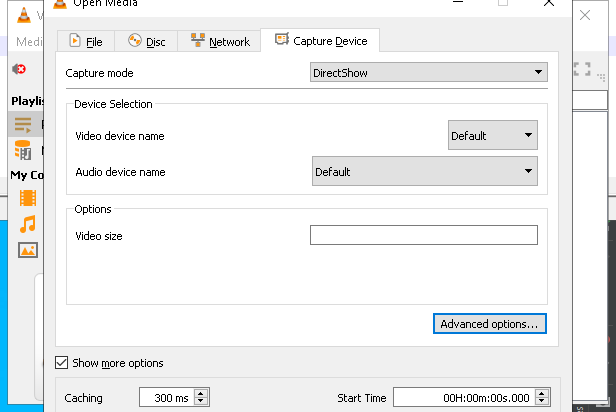 Open Media
V
Medi
File
Disc
Network
Capture Device
Capture mode
DirectShow
Playlis
Device Selection
Video device name
Default
Audio device name
Default
My Co
Options
Video size
Advanced options...
Show more options
Caching
300 ms
Start Time
00H:00m:00s.000